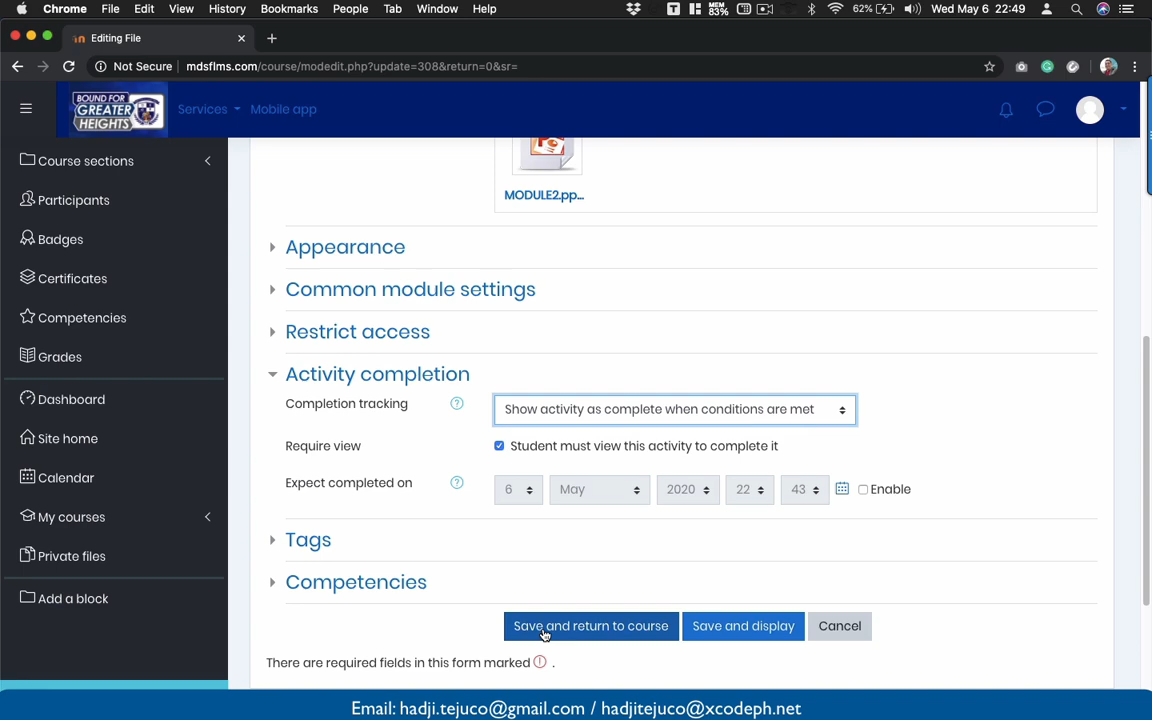 Chrome File Edit View History Bookmarks People Tab Window Help T MEM 83% 62% Wed May 6 22:49
Editing File
Not Secure mdsflms.com/course/modedit.php?update=308&return=0&sr=
BOUND FOR
GREATER
HEIGHTS
Services Mobile app
Course sections
Participants
Badges
Certificates
Competencies
Grades
Dashboard
Site home
Calendar
My courses
Private files
Add a block
MODULE2.pp...
Appearance
Common module settings
Restrict access
Activity completion
Completion tracking ? Show activity as complete when conditions are met
Require view Student must view this activity to complete it
Expect completed on ? 6 May 2020 22 43 Enable
Tags
Competencies
Save and return to course Save and display Cancel
There are required fields in this form marked ! .
Email: hadji.tejuco@gmail.com / hadjitejuco@xcodeph.net